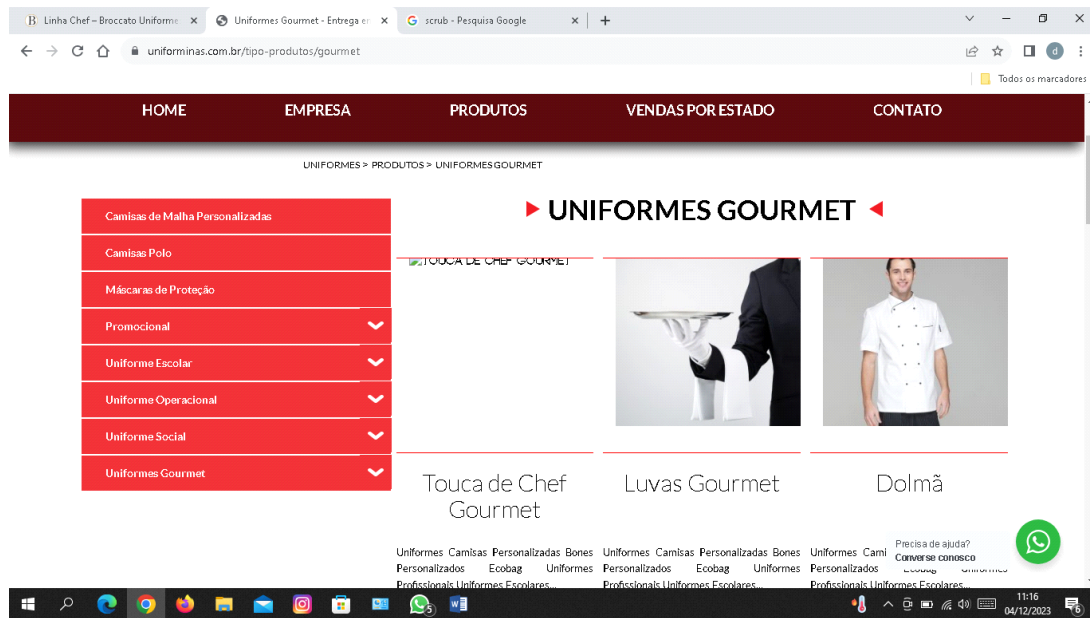 Linha Chef – Broccato Uniforme
Uniformes Gourmet - Entrega er
scrub - Pesquisa Google
uniforminas.com.br/tipo-produtos/gourmet
d
Todos os marcadores
HOME EMPRESA PRODUTOS VENDAS POR ESTADO CONTATO
UNIFORMES > PRODUTOS > UNIFORMES GOURMET
Camisas de Malha Personalizadas
Camisas Polo
Máscaras de Proteção
Promocional
Uniforme Escolar
Uniforme Operacional
Uniforme Social
Uniformes Gourmet
UNIFORMES GOURMET
TOUCA DE CHEF GOURMET
Touca de Chef
Gourmet
Uniformes Camisas Personalizadas Bones
Personalizados Ecobag Uniformes
Profissionais Uniformes Escolares...
Luvas Gourmet
Uniformes Camisas Personalizadas Bones
Personalizados Ecobag Uniformes
Profissionais Uniformes Escolares...
Dolmã
Uniformes Cami
Personalizados Ecobag Uniformes
Profissionais Uniformes Escolares...
Precisa de ajuda?
Converse conosco
11:16
04/12/2023